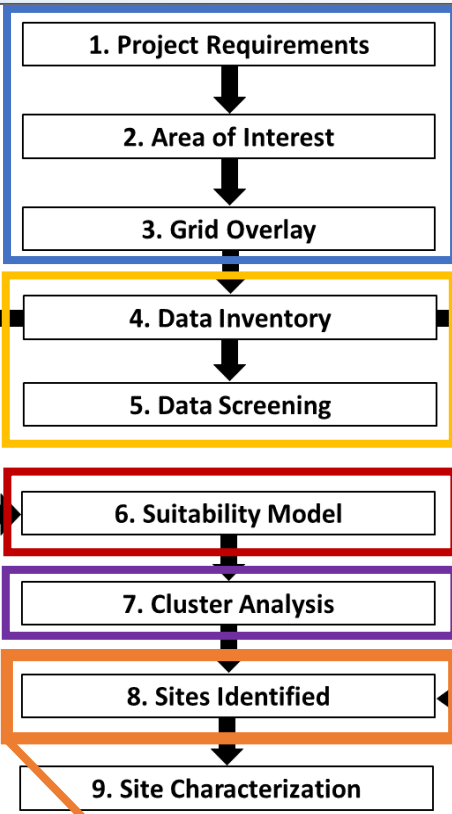 1. Project Requirements
2. Area of Interest
3. Grid Overlay
4. Data Inventory
5. Data Screening
6. Suitability Model
7. Cluster Analysis
8. Sites Identified
9. Site Characterization